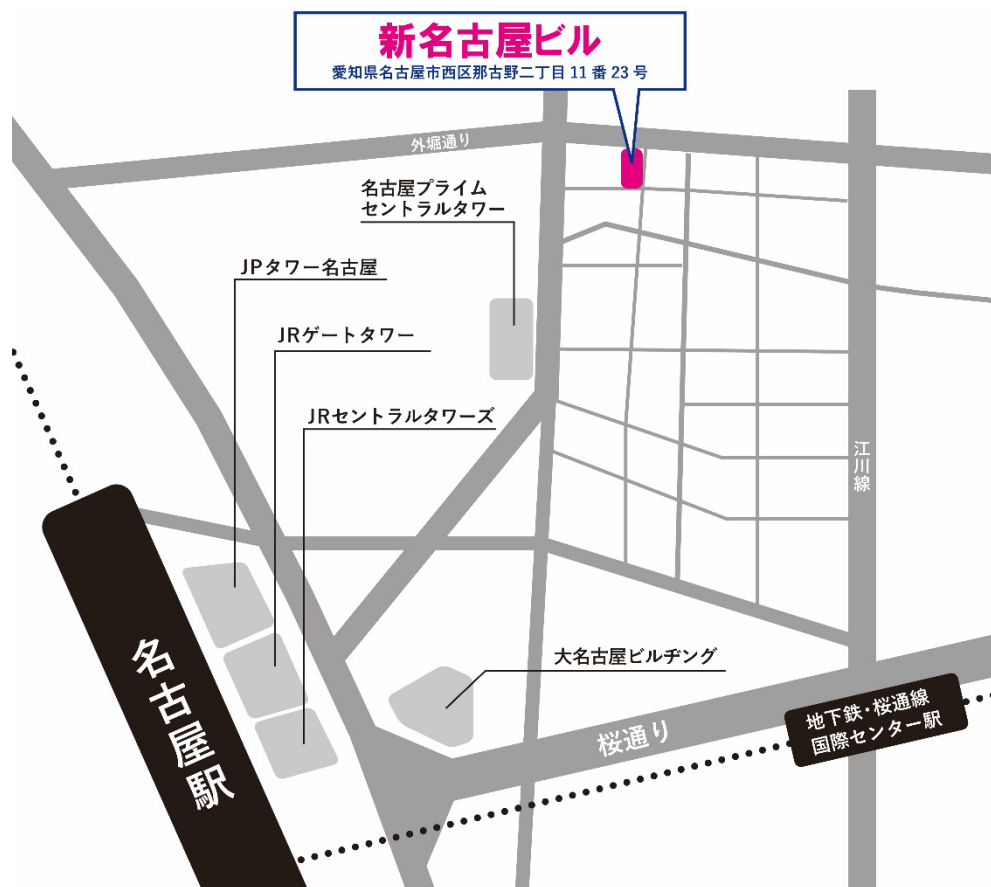 新名古屋ビル
愛知県名古屋市西区那古野二丁目11番23号
外堀通り
名古屋プライム
セントラルタワー
JPタワー名古屋
JRゲートタワー
JRセントラルタワーズ
江川線
大名古屋ビルヂング
名古屋駅
桜通り
地下鉄・桜通線
国際センター駅